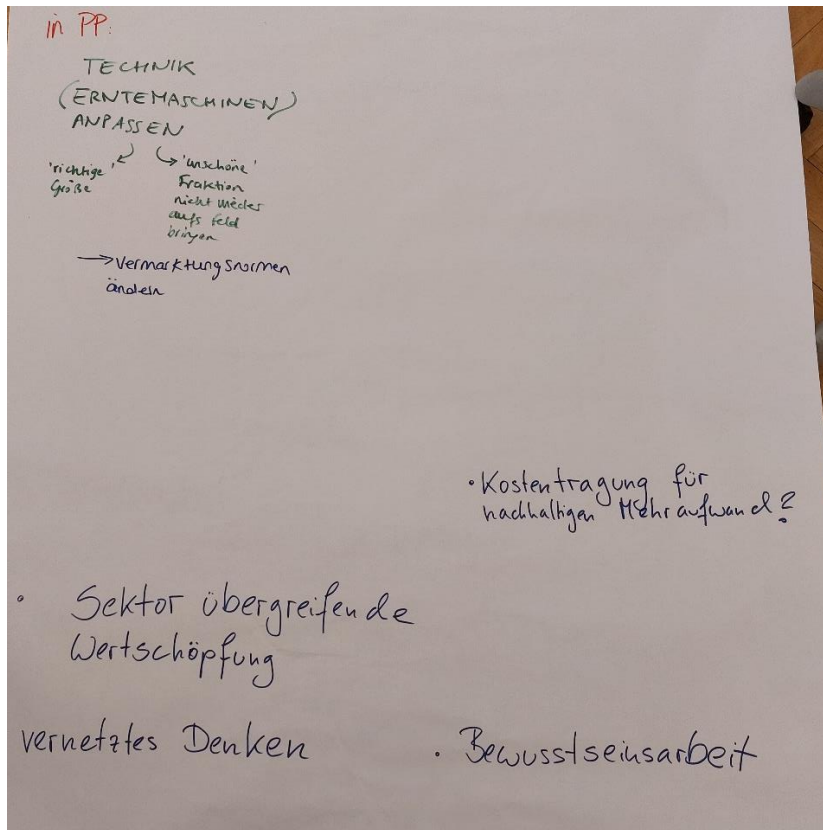 in PP:
TECHNIK
(ERNTEMASCHINEN)
ANPASSEN
'richtige'
Größe
'unschöne'
Fraktion
nicht wieder
aufs Feld
bringen
→ Vermarktungsnormen
ändern
• Kostentragung für
nachhaltigen Mehraufwand?
• Sektor übergreifende
Wertschöpfung
vernetztes Denken
• Bewusstseinsarbeit